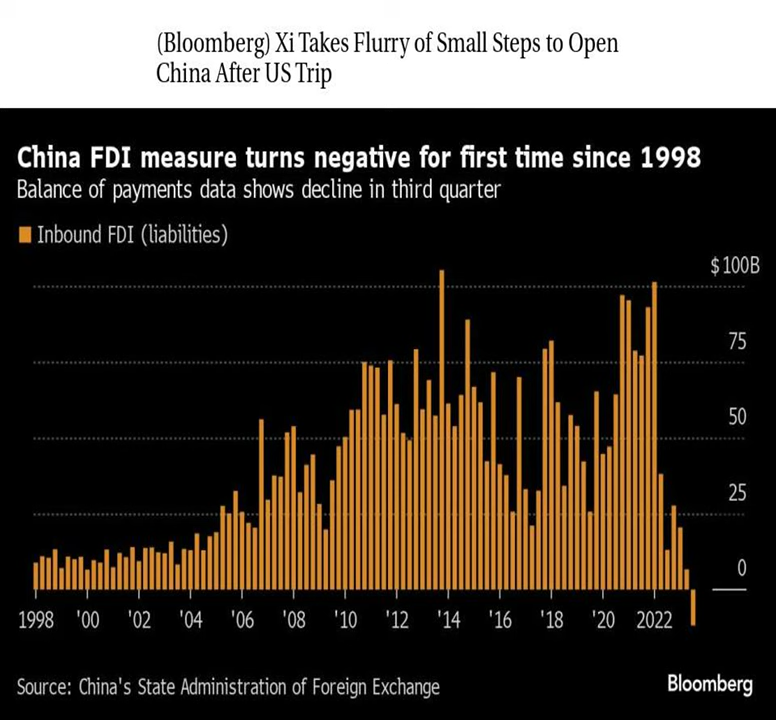 (Bloomberg) Xi Takes Flurry of Small Steps to Open
China After US Trip
China FDI measure turns negative for first time since 1998
Balance of payments data shows decline in third quarter
Inbound FDI (liabilities)
$100B
75
50
25
0
1998 '00 '02 '04 '06 '08 '10 '12 '14 '16 '18 '20 2022
Source: China's State Administration of Foreign Exchange
Bloomberg